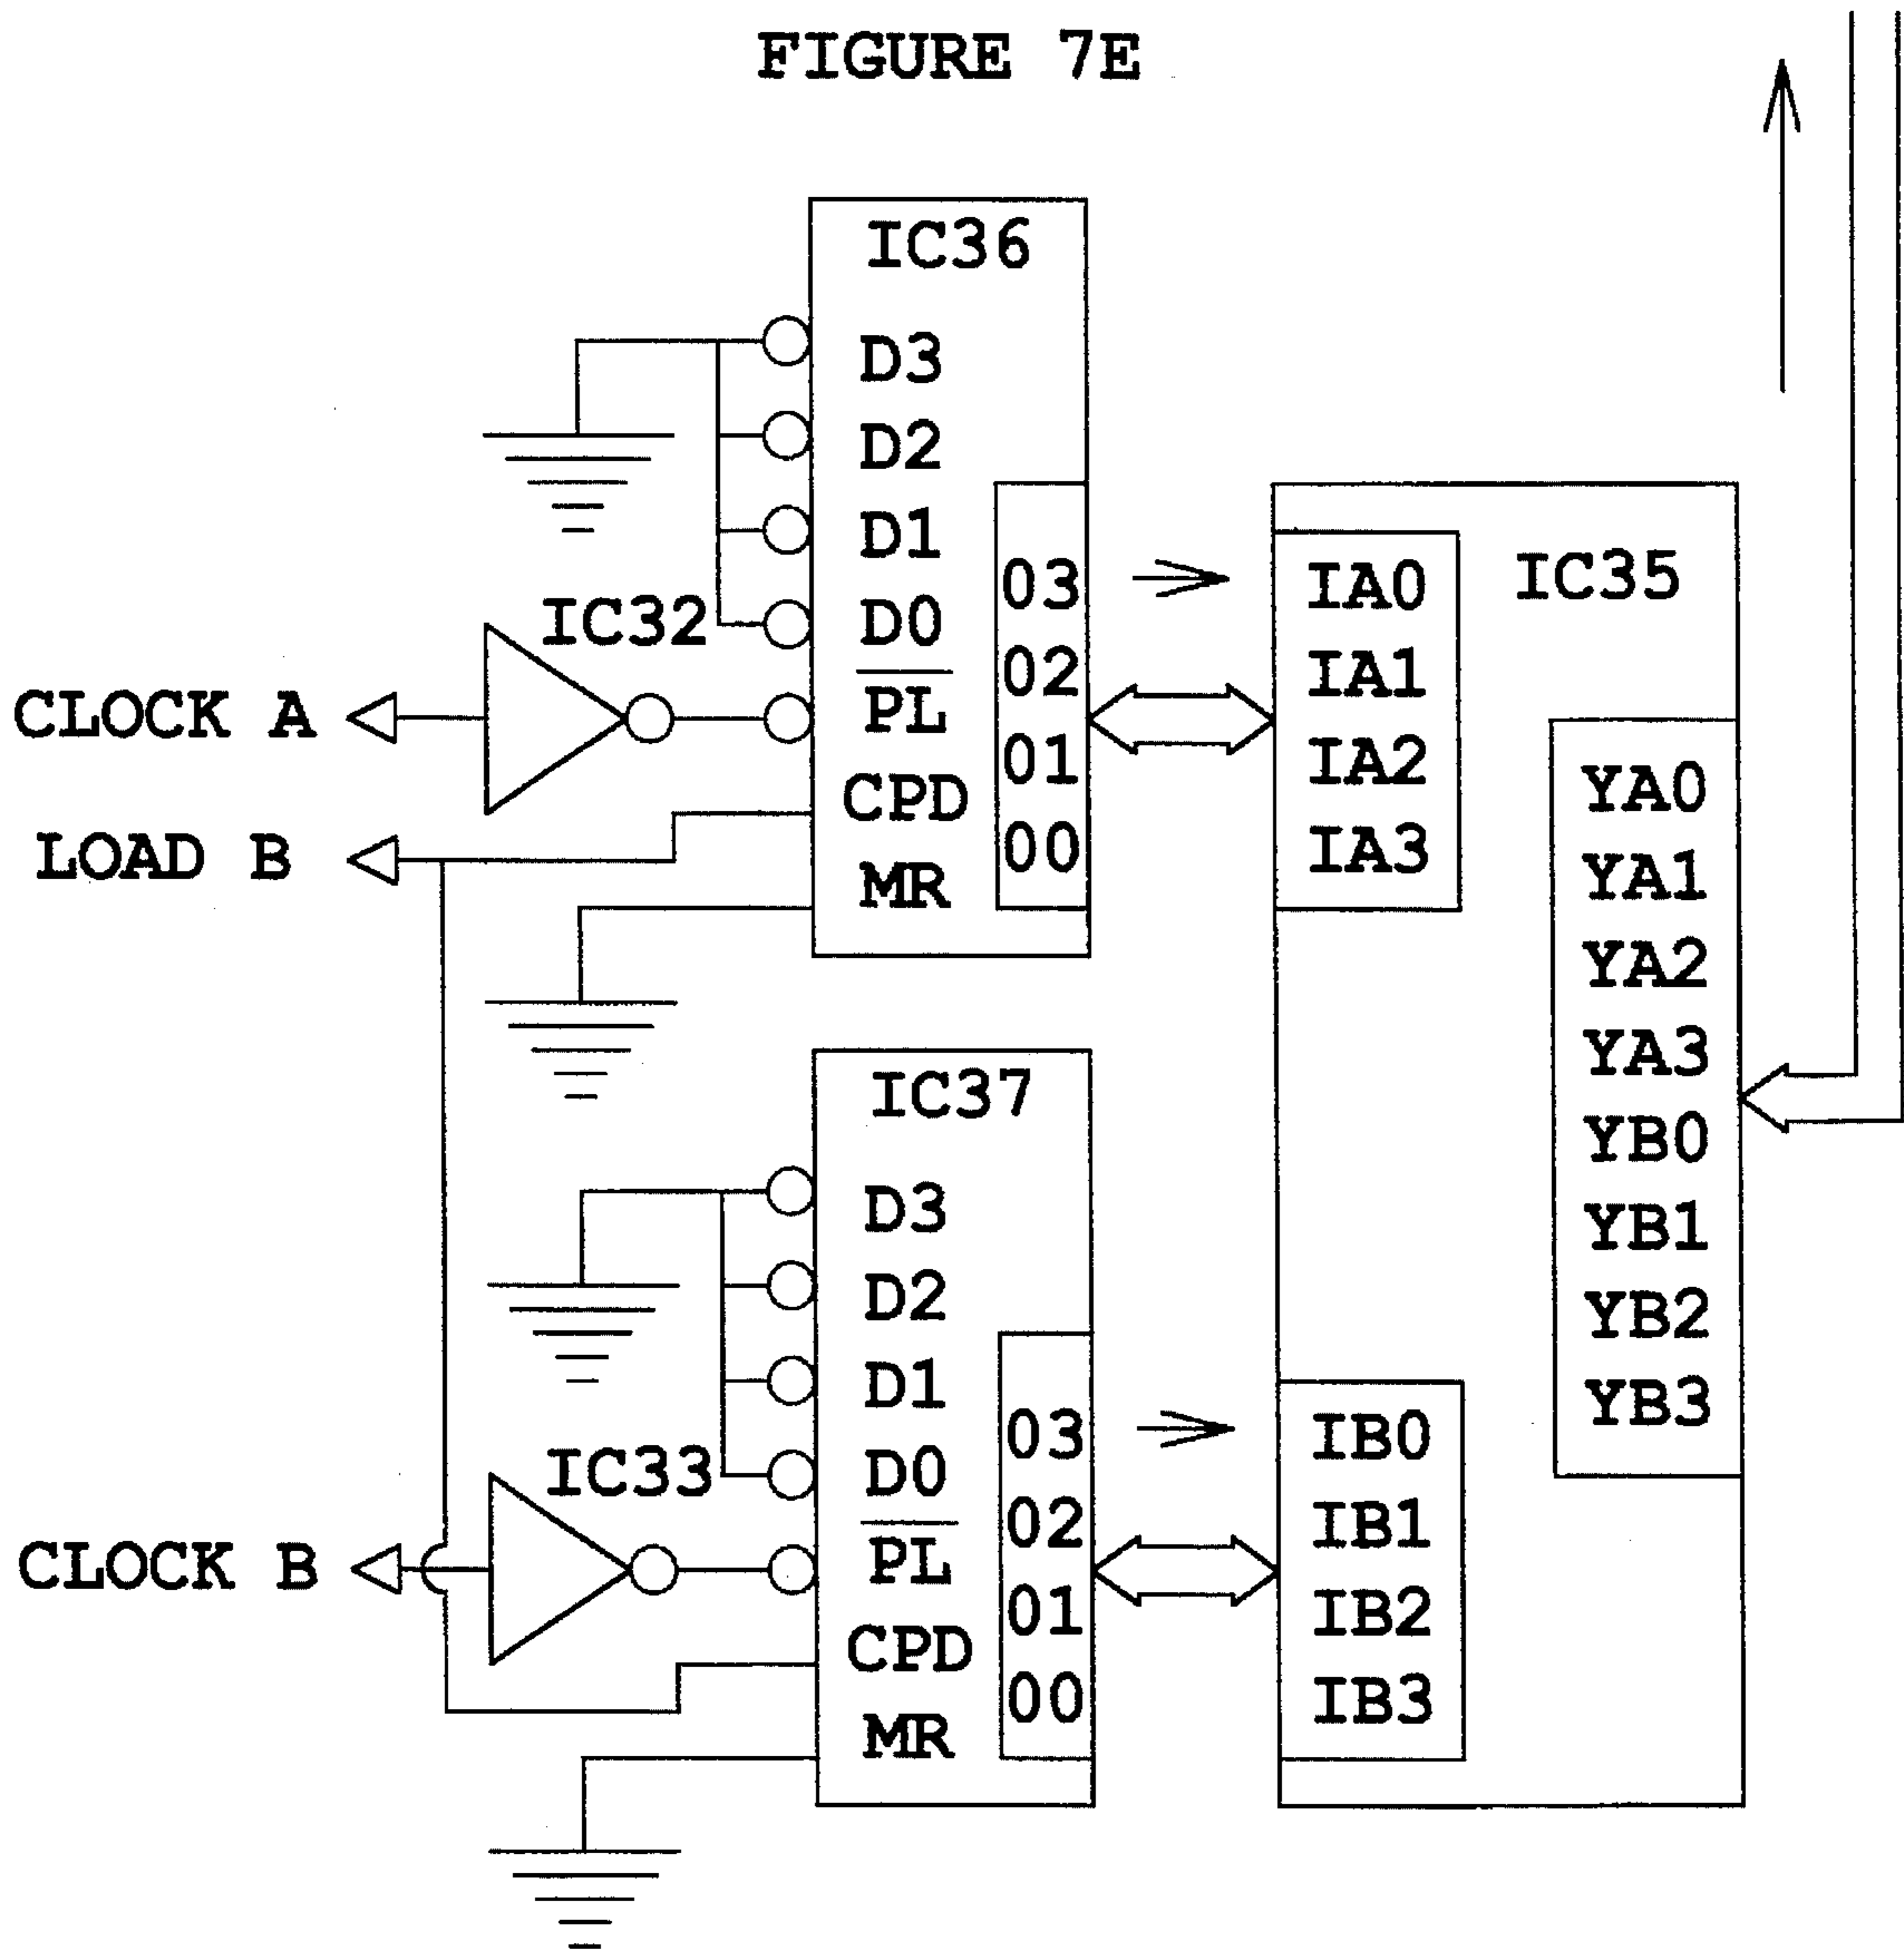 FIGURE 7E
IC36
D3
D2
D1
D0
PL
CPD
MR
03
02
01
00
IC32
CLOCK A
LOAD B
IA0
IA1
IA2
IA3
IC35
YA0
YA1
YA2
YA3
YB0
YB1
YB2
YB3
IC37
D3
D2
D1
D0
PL
CPD
MR
03
02
01
00
IC33
CLOCK B
IB0
IB1
IB2
IB3